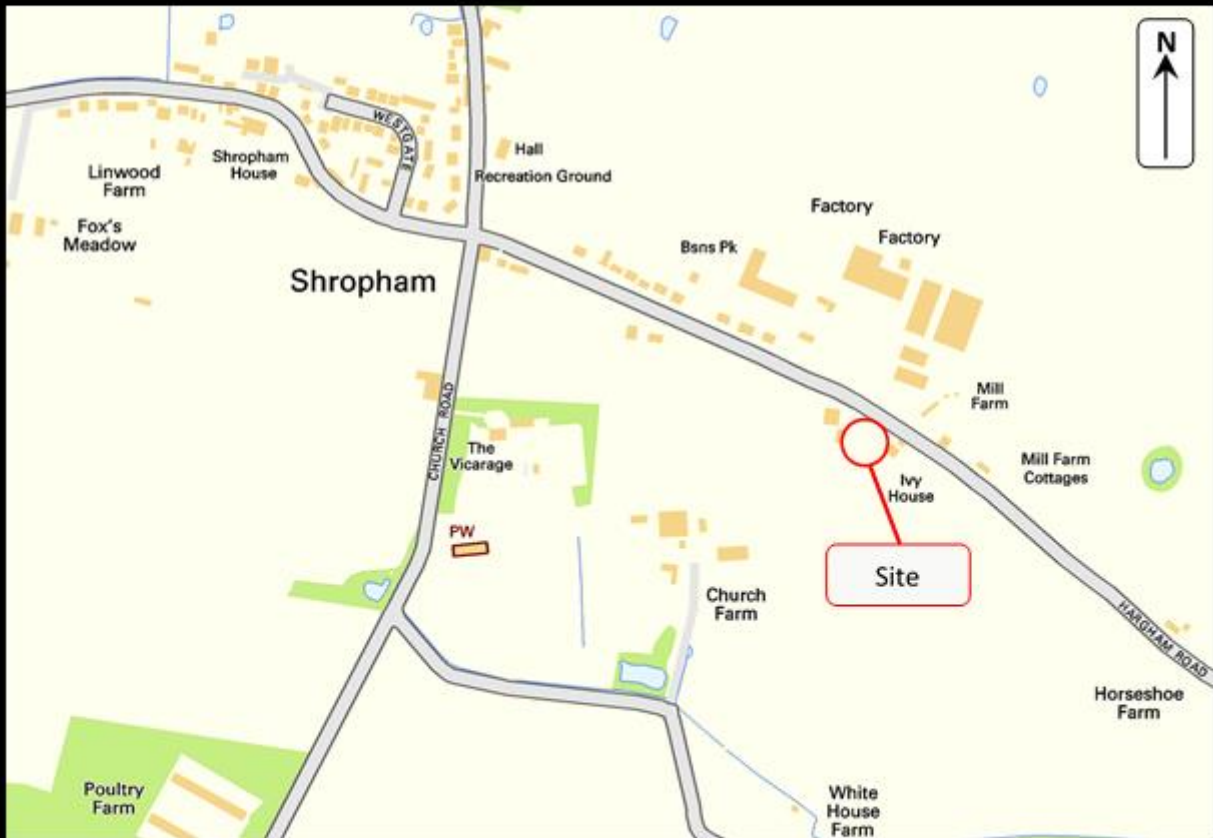 N
WESTGATE
Hall
Recreation Ground
Shropham
House
Linwood
Farm
Fox's
Meadow
Factory
Factory
Bsns Pk
Shropham
CHURCH ROAD
Mill
Farm
The
Vicarage
Mill Farm
Cottages
Ivy
House
PW
Site
Church
Farm
HARGHAM ROAD
Horseshoe
Farm
Poultry
Farm
White
House
Farm